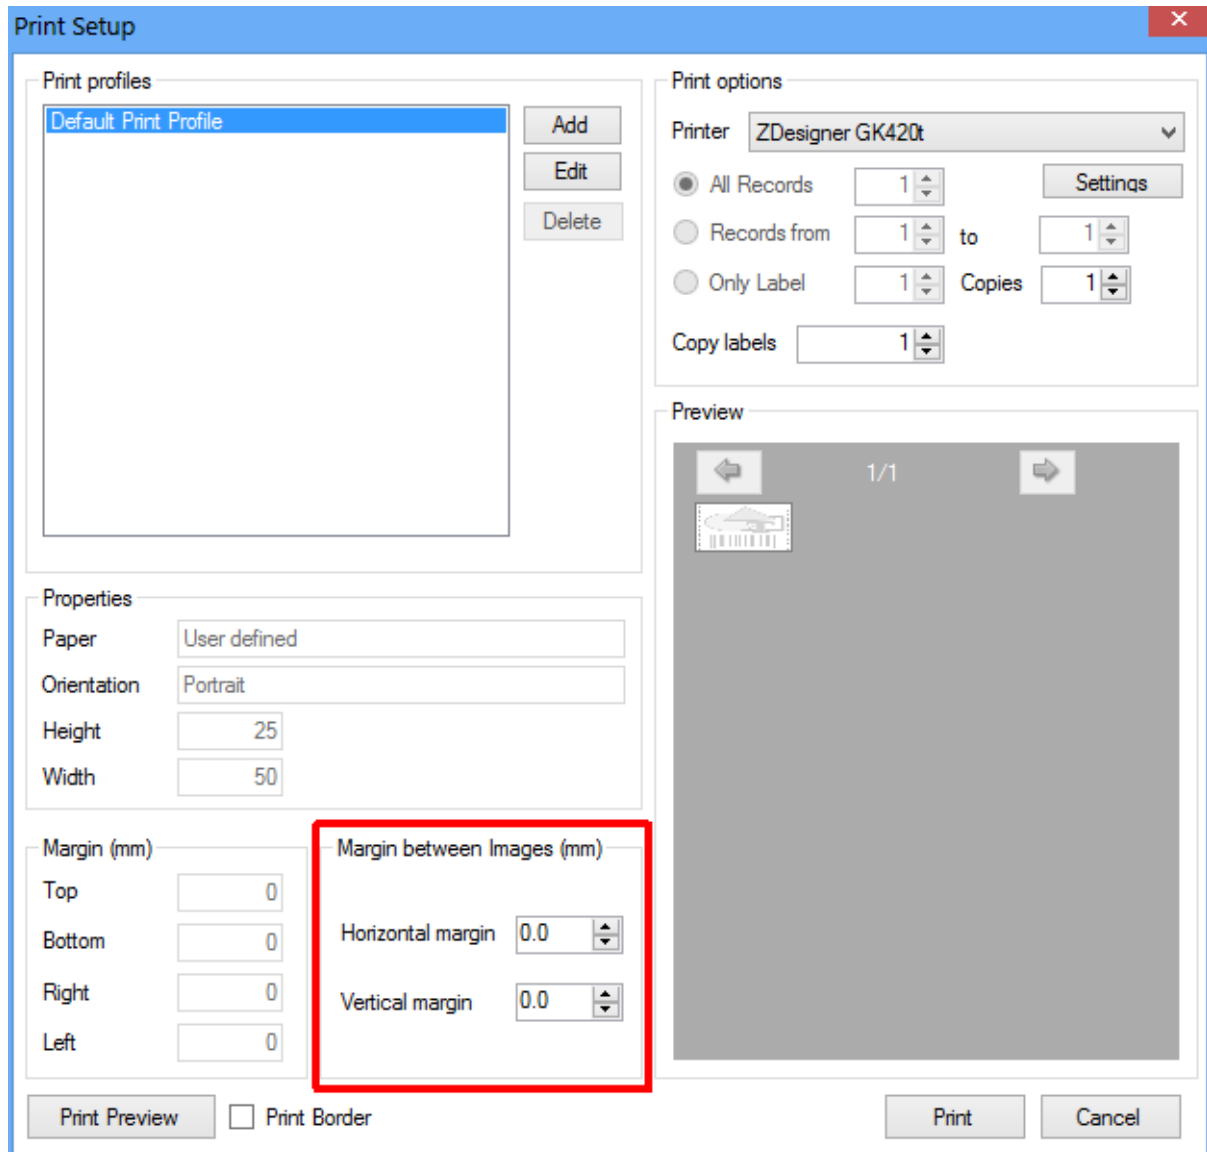 Print Setup
Print profiles
Default Print Profile
Add
Edit
Delete
Print options
Printer ZDesigner GK420t
All Records 1 Settings
Records from 1 to 1
Only Label 1 Copies 1
Copy labels 1
Preview
1/1
Properties
Paper User defined
Orientation Portrait
Height 25
Width 50
Margin (mm)
Top 0
Bottom 0
Right 0
Left 0
Margin between Images (mm)
Horizontal margin 0.0
Vertical margin 0.0
Print Preview Print Border Print Cancel